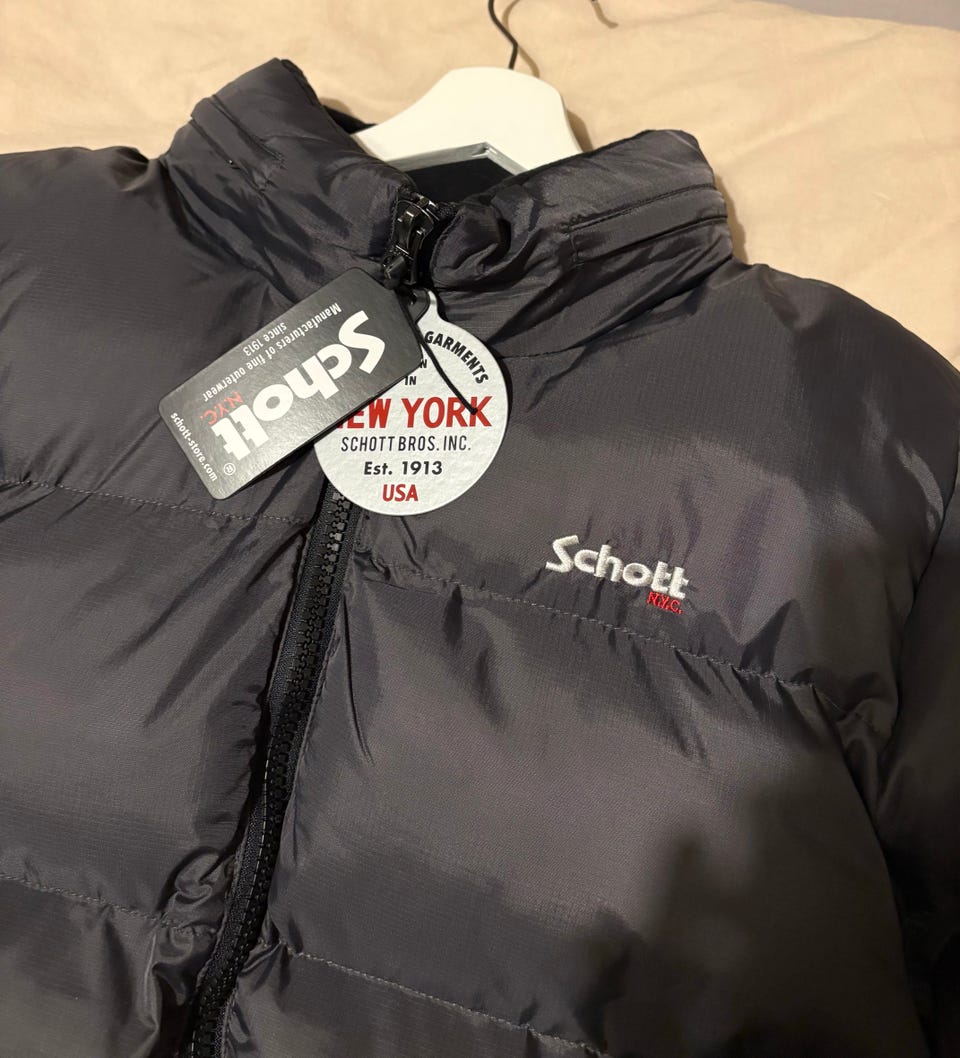 Schott
N.Y.C.
®
Manufacturers of fine outerwear
since 1913
schott-store.com
GARMENTS
IN
YORK
SCHOTT BROS. INC.
Est. 1913
USA
Schott
N.Y.C.